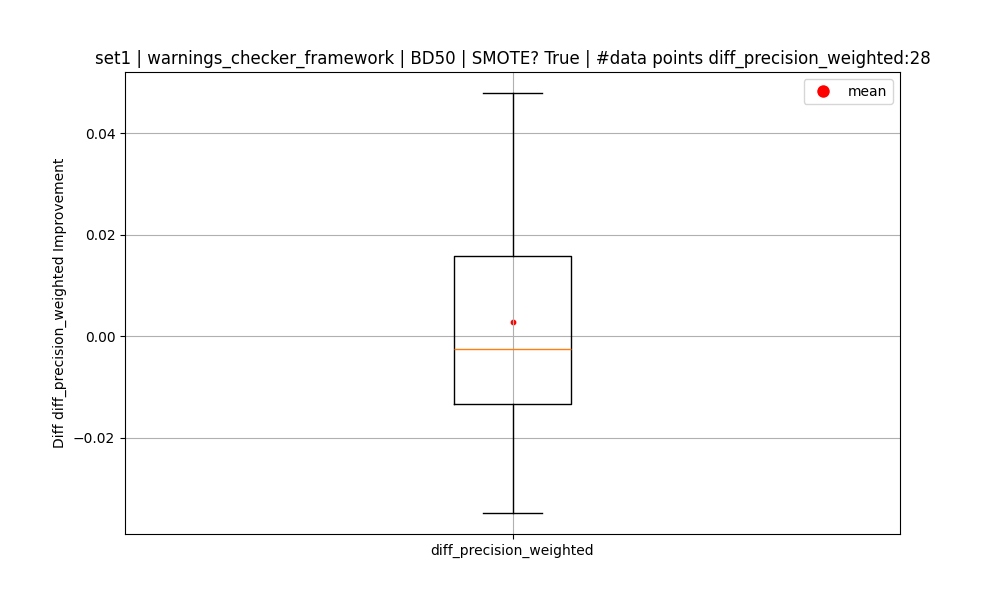 set1 | warnings_checker_framework | BD50 | SMOTE? True | #data points diff_precision_weighted:28
mean
0.04
0.02
0.00
−0.02
Diff diff_precision_weighted Improvement
diff_precision_weighted